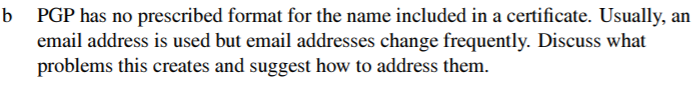 b PGP has no prescribed format for the name included in a certificate. Usually, an
email address is used but email addresses change frequently. Discuss what
problems this creates and suggest how to address them.